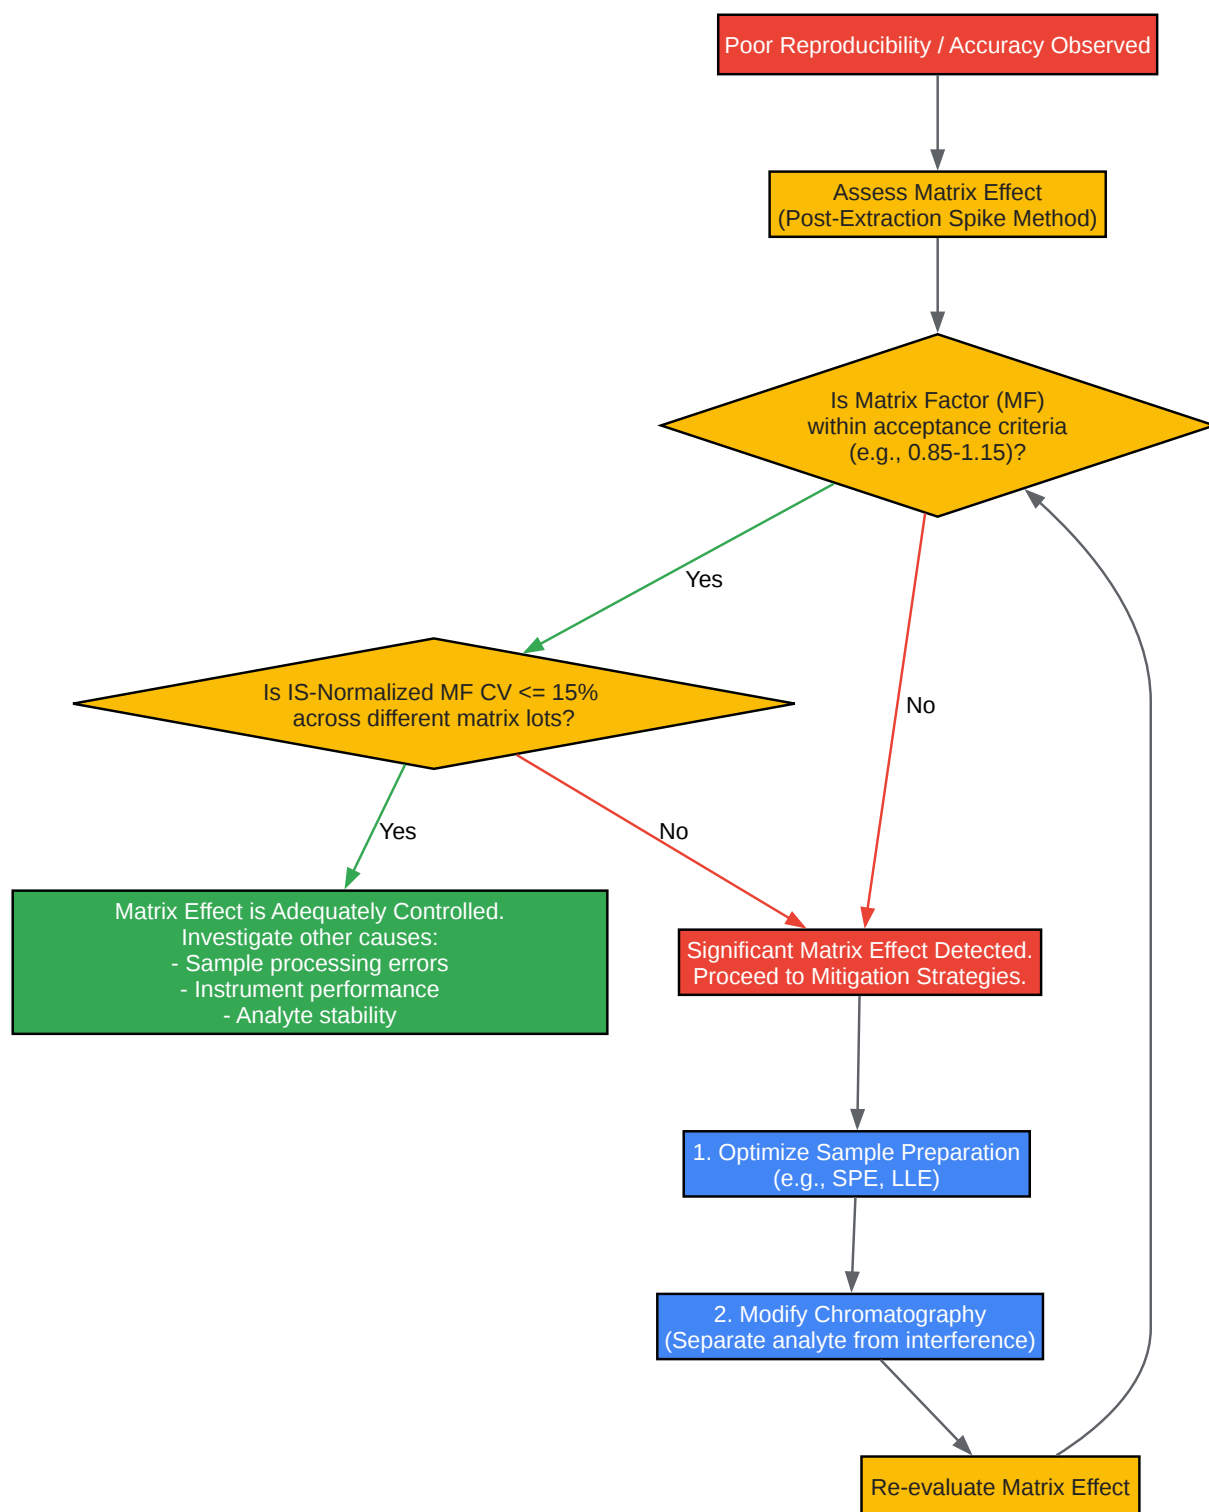 Poor Reproducibility / Accuracy Observed
Assess Matrix Effect
(Post-Extraction Spike Method)
Is Matrix Factor (MF)
within acceptance criteria
(e.g., 0.85-1.15)?
Yes
No
Is IS-Normalized MF CV <= 15%
across different matrix lots?
Yes
No
Matrix Effect is Adequately Controlled.
Investigate other causes:
- Sample processing errors
- Instrument performance
- Analyte stability
Significant Matrix Effect Detected.
Proceed to Mitigation Strategies.
1. Optimize Sample Preparation
(e.g., SPE, LLE)
2. Modify Chromatography
(Separate analyte from interference)
Re-evaluate Matrix Effect